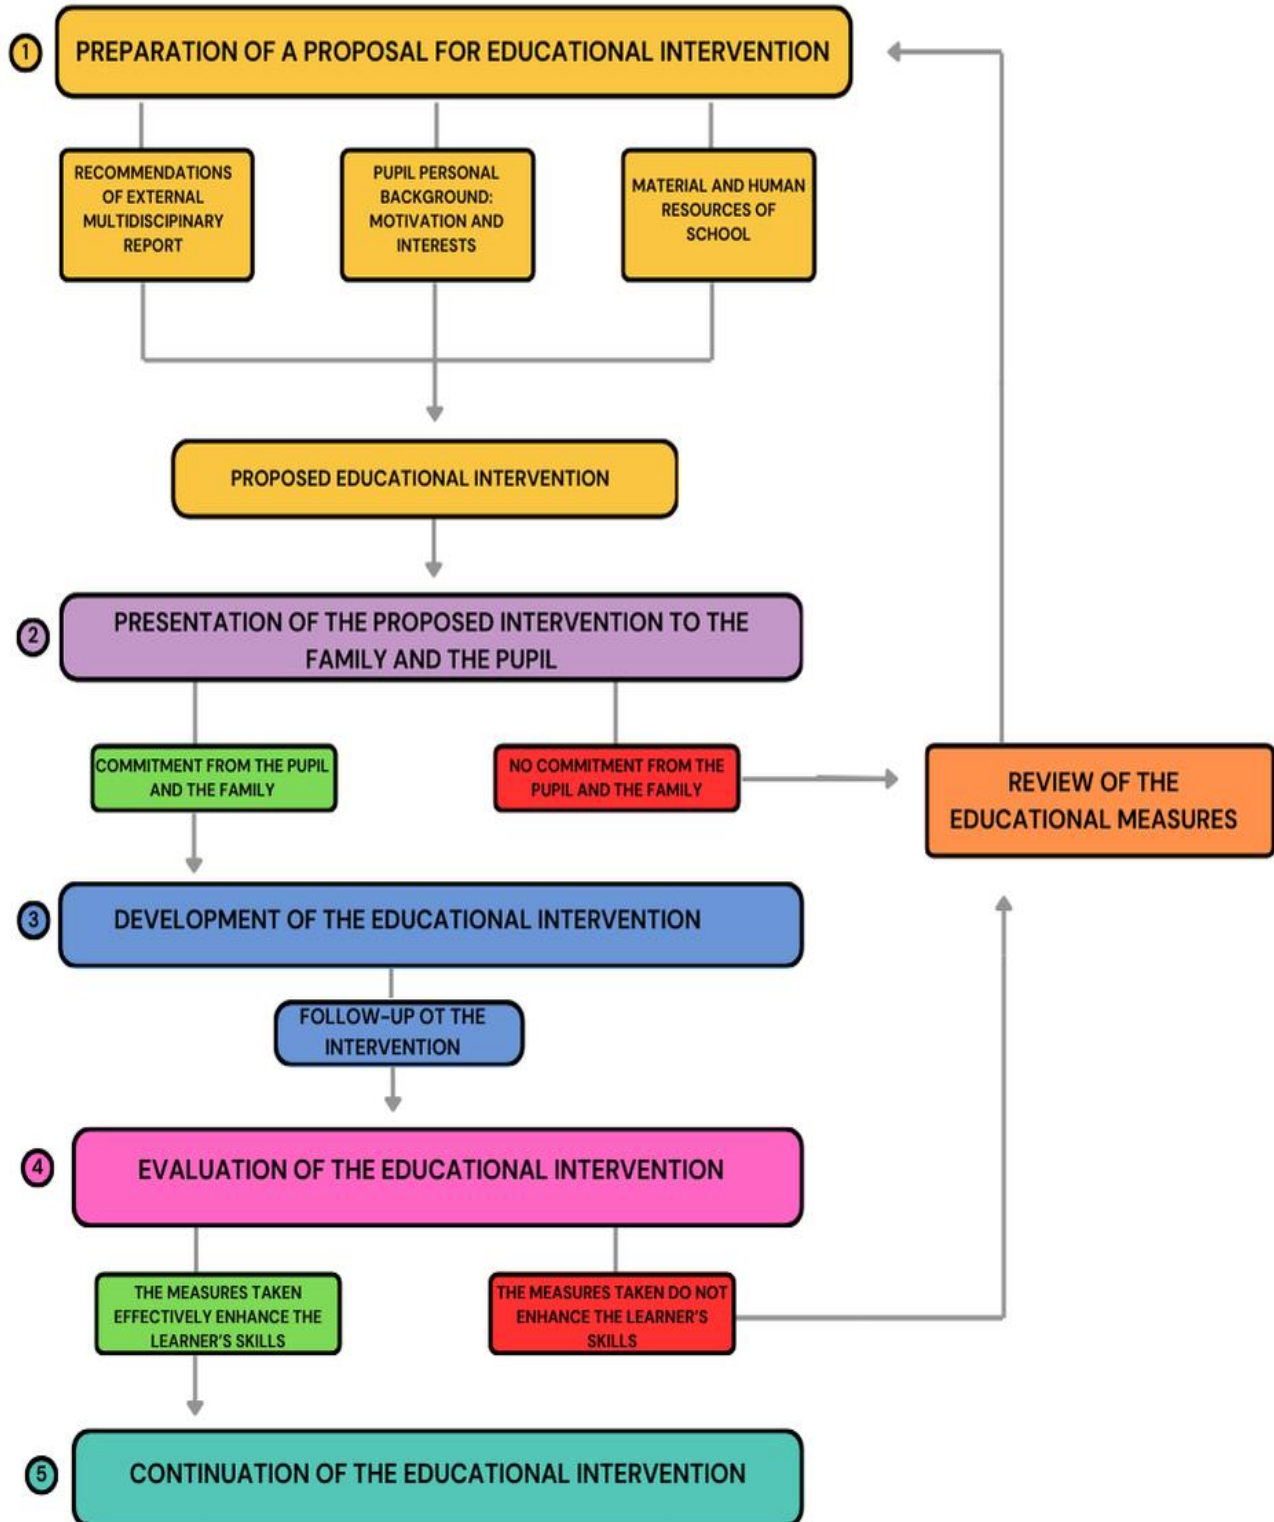 1
PREPARATION OF A PROPOSAL FOR EDUCATIONAL INTERVENTION
RECOMMENDATIONS
OF EXTERNAL
MULTIDISCIPINARY
REPORT
PUPIL PERSONAL
BACKGROUND:
MOTIVATION AND
INTERESTS
MATERIAL AND HUMAN
RESOURCES OF
SCHOOL
PROPOSED EDUCATIONAL INTERVENTION
2
PRESENTATION OF THE PROPOSED INTERVENTION TO THE
FAMILY AND THE PUPIL
COMMITMENT FROM THE PUPIL
AND THE FAMILY
NO COMMITMENT FROM THE
PUPIL AND THE FAMILY
REVIEW OF THE
EDUCATIONAL MEASURES
3
DEVELOPMENT OF THE EDUCATIONAL INTERVENTION
FOLLOW-UP OT THE
INTERVENTION
4
EVALUATION OF THE EDUCATIONAL INTERVENTION
THE MEASURES TAKEN
EFFECTIVELY ENHANCE THE
LEARNER'S SKILLS
THE MEASURES TAKEN DO NOT
ENHANCE THE LEARNER'S
SKILLS
5
CONTINUATION OF THE EDUCATIONAL INTERVENTION